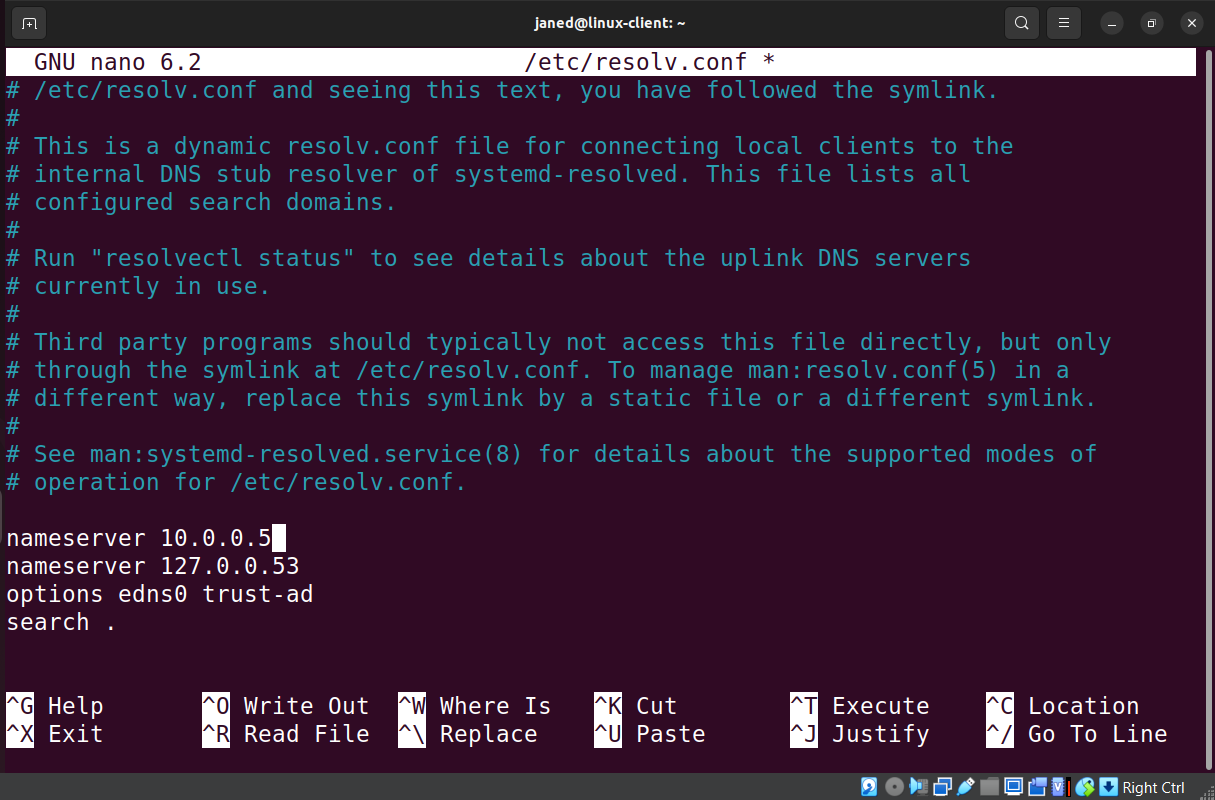 janed@linux-client: ~
GNU nano 6.2 /etc/resolv.conf *
# /etc/resolv.conf and seeing this text, you have followed the symlink.
#
# This is a dynamic resolv.conf file for connecting local clients to the
# internal DNS stub resolver of systemd-resolved. This file lists all
# configured search domains.
#
# Run "resolvectl status" to see details about the uplink DNS servers
# currently in use.
#
# Third party programs should typically not access this file directly, but only
# through the symlink at /etc/resolv.conf. To manage man:resolv.conf(5) in a
# different way, replace this symlink by a static file or a different symlink.
#
# See man:systemd-resolved.service(8) for details about the supported modes of
# operation for /etc/resolv.conf.
nameserver 10.0.0.5
nameserver 127.0.0.53
options edns0 trust-ad
search .
^G Help ^O Write Out ^W Where Is ^K Cut ^T Execute ^C Location
^X Exit ^R Read File ^\ Replace ^U Paste ^J Justify ^/ Go To Line
Right Ctrl